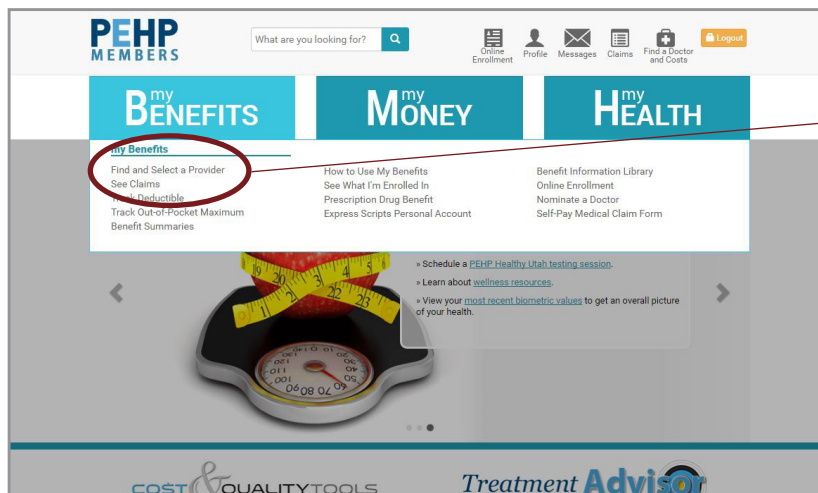 PEHP
MEMBERS
What are you looking for?
Online
Enrollment
Profile
Messages
Claims
Find a Doctor
and Costs
Logout
my
BENEFITS
my
MONEY
my
HEALTH
my Benefits
Find and Select a Provider
See Claims
Track Deductible
Track Out-of-Pocket Maximum
Benefit Summaries
How to Use My Benefits
See What I'm Enrolled In
Prescription Drug Benefit
Express Scripts Personal Account
Benefit Information Library
Online Enrollment
Nominate a Doctor
Self-Pay Medical Claim Form
» Schedule a PEHP Healthy Utah testing session.
» Learn about wellness resources.
» View your most recent biometric values to get an overall picture
of your health.
COST & QUALITY TOOLS
Treatment Advisor